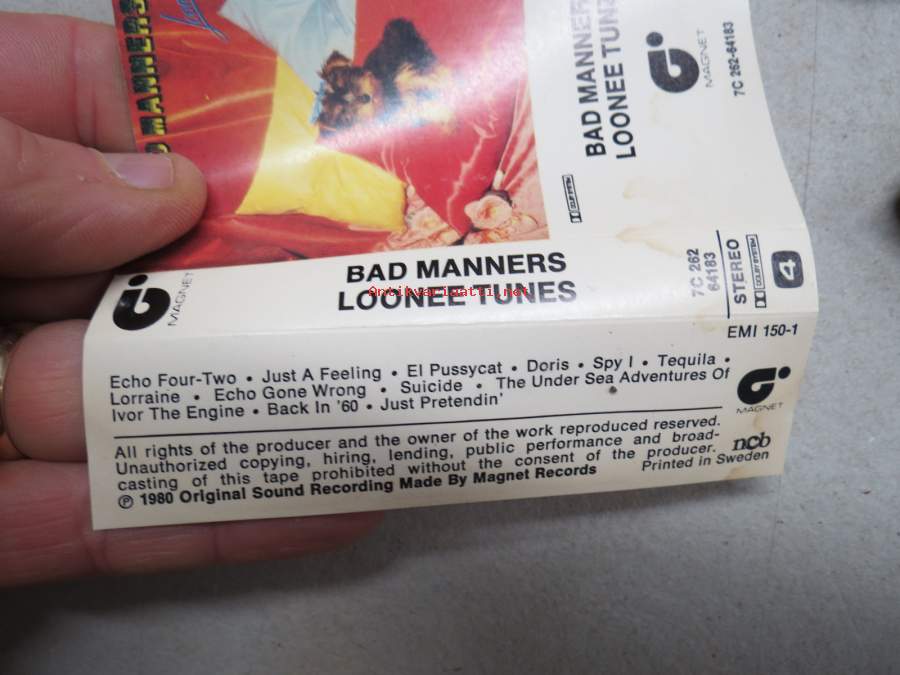 MANNERS
BAD MANNERS
LOONEE TUNES
MAGNET
7C 262-64183
DOLBY SYSTEM
MAGNET
BAD MANNERS
LOONEE TUNES
Antikvariaatti.net
7C 262
64183
STEREO
DOLBY SYSTEM
4
EMI 150-1
Echo Four-Two • Just A Feeling • El Pussycat • Doris • Spy I • Tequila •
Lorraine • Echo Gone Wrong • Suicide • The Under Sea Adventures Of
Ivor The Engine • Back In '60 • Just Pretendin'
MAGNET
All rights of the producer and the owner of the work reproduced reserved.
Unauthorized copying, hiring, lending, public performance and broad-
casting of this tape prohibited without the consent of the producer.
℗ 1980 Original Sound Recording Made By Magnet Records
ncb
Printed in Sweden